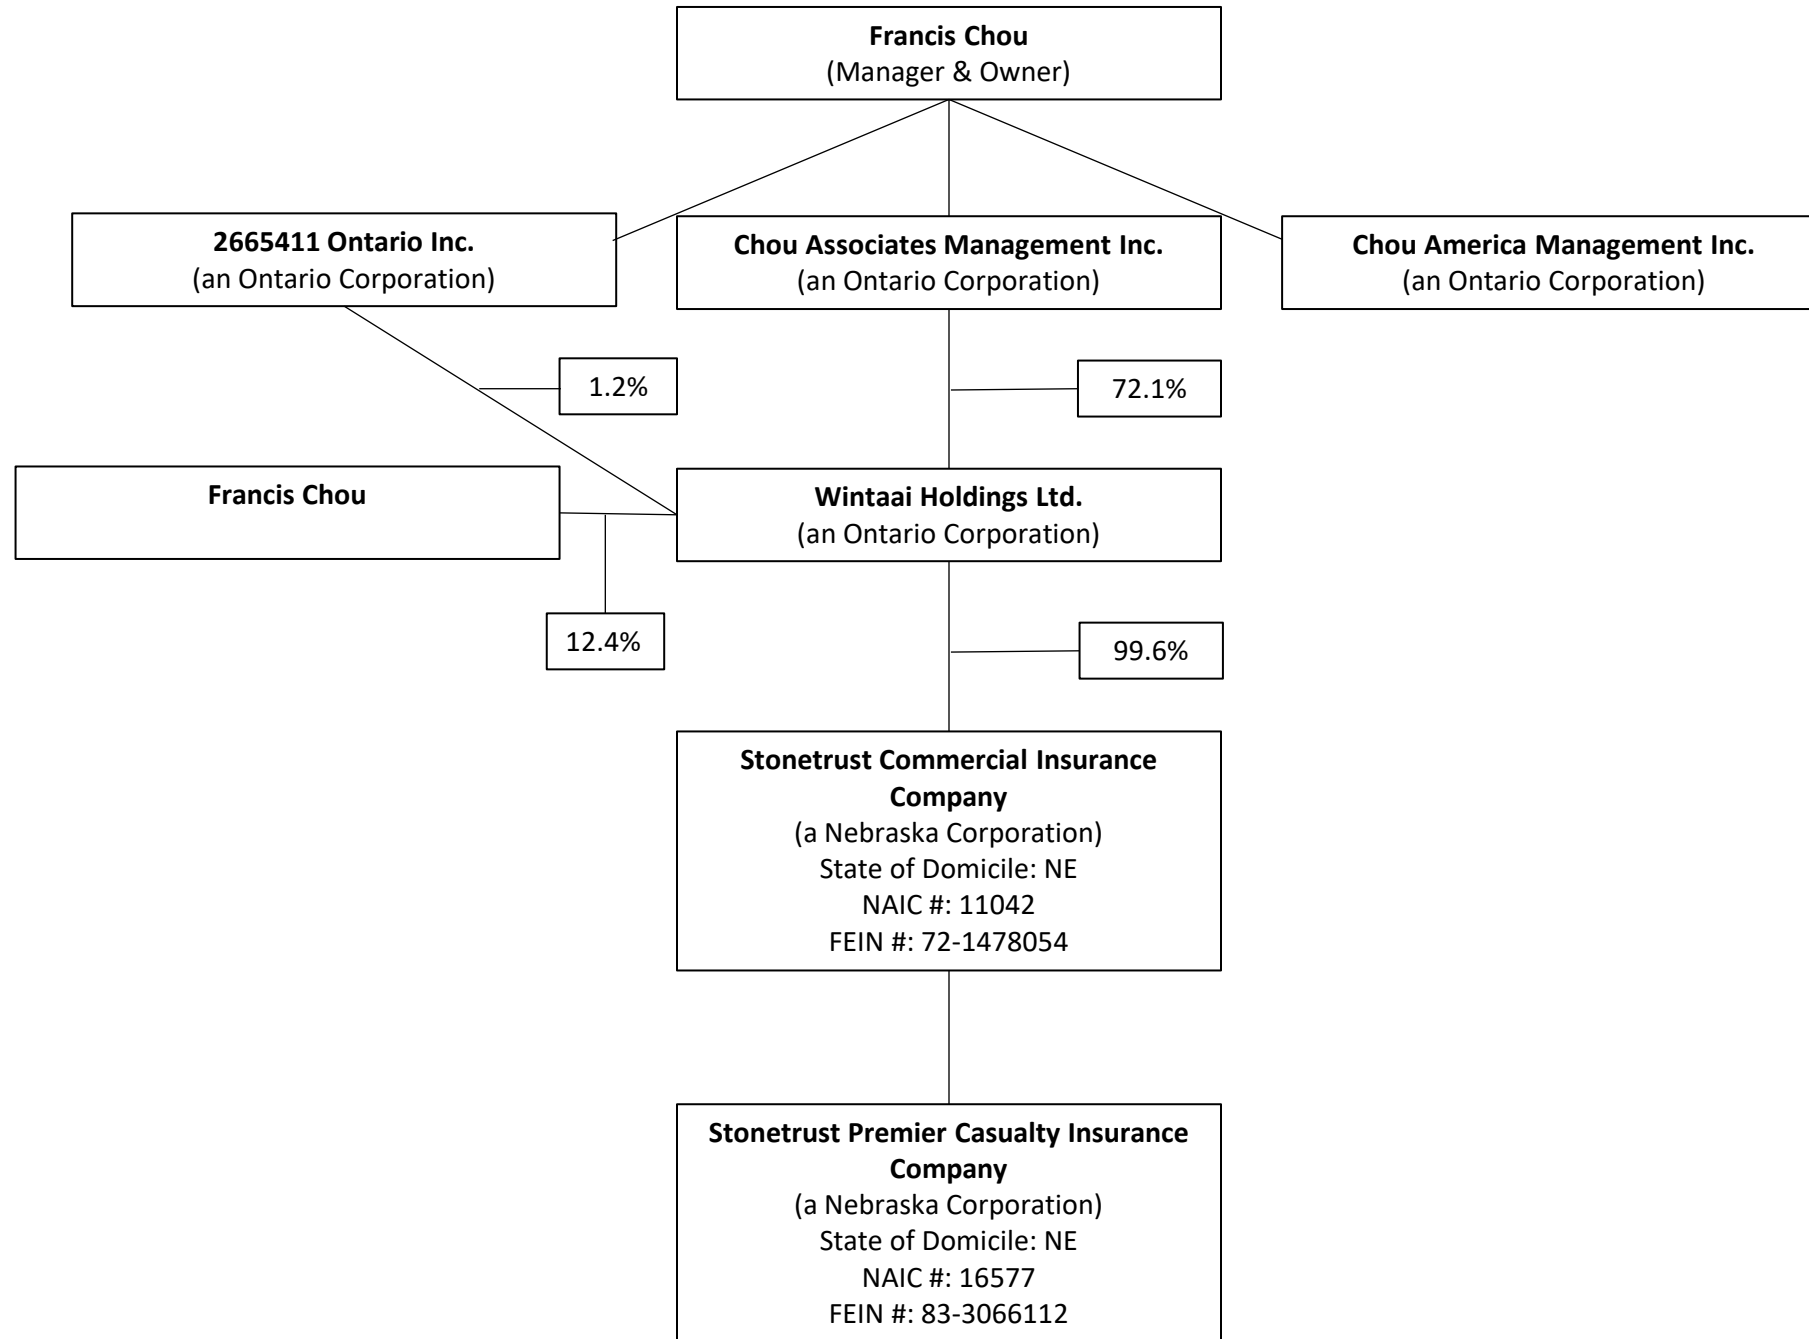 Francis Chou
(Manager & Owner)
2665411 Ontario Inc.
(an Ontario Corporation)
Chou Associates Management Inc.
(an Ontario Corporation)
Chou America Management Inc.
(an Ontario Corporation)
1.2%
72.1%
Francis Chou
Wintaai Holdings Ltd.
(an Ontario Corporation)
12.4%
99.6%
Stonetrust Commercial Insurance
Company
(a Nebraska Corporation)
State of Domicile: NE
NAIC #: 11042
FEIN #: 72-1478054
Stonetrust Premier Casualty Insurance
Company
(a Nebraska Corporation)
State of Domicile: NE
NAIC #: 16577
FEIN #: 83-3066112